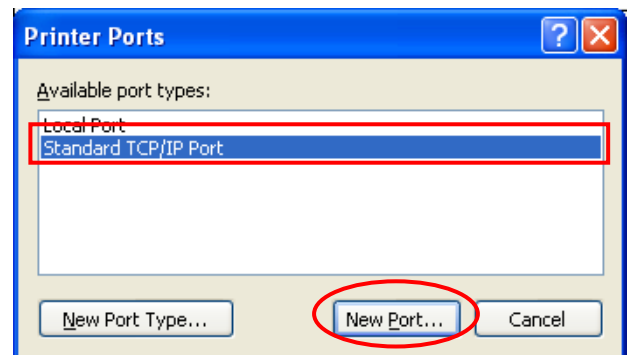 Printer Ports
Available port types:
Local Port
Standard TCP/IP Port
New Port Type... New Port... Cancel